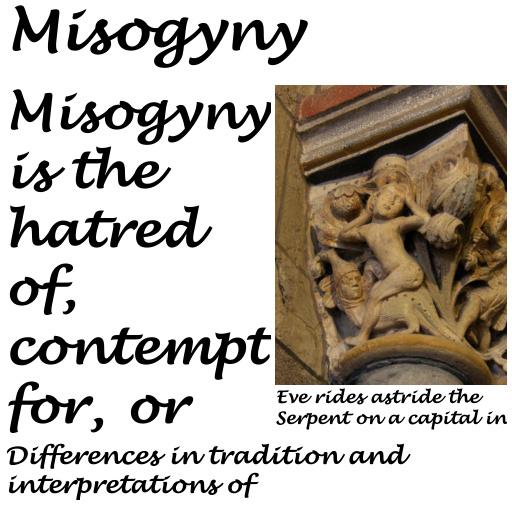 Misogyny
Misogyny
is the
hatred
of,
contempt
for, or
Eve rides astride the
Serpent on a capital in
Differences in tradition and
interpretations of